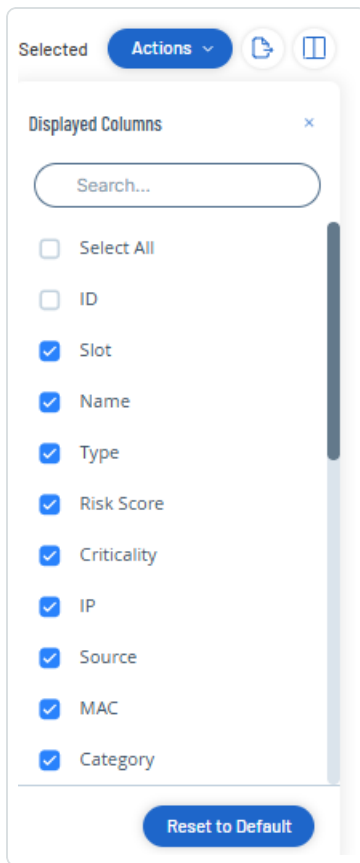 Selected Actions
Displayed Columns ×
Search...
Select All
ID
Slot
Name
Type
Risk Score
Criticality
IP
Source
MAC
Category
Reset to Default